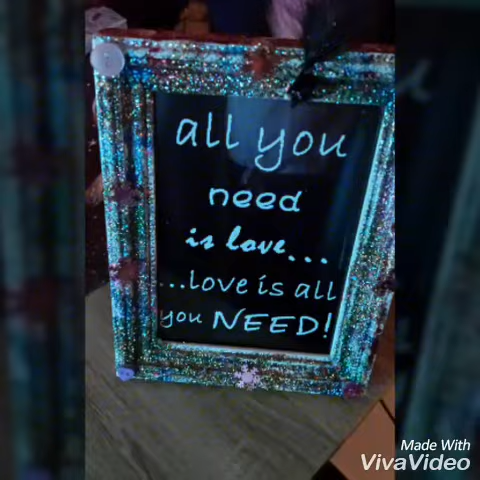 all you
need
is love...
...love is all
you NEED!
Made With
VivaVideo